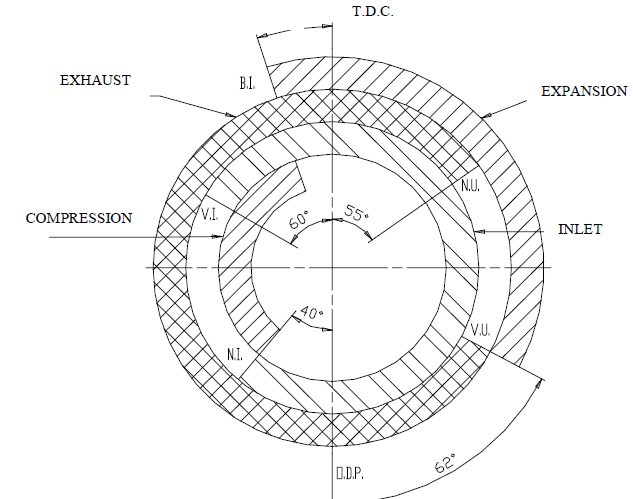 T.D.C.
EXHAUST
B.I.
EXPANSION
N.U.
V.I.
60°
55°
COMPRESSION
INLET
40°
V.U.
N.I.
62°